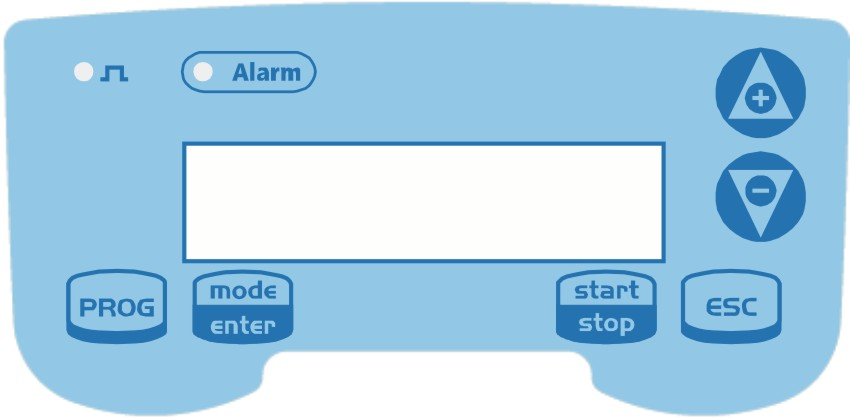 Alarm
+
-
PROG
mode
enter
start
stop
ESC